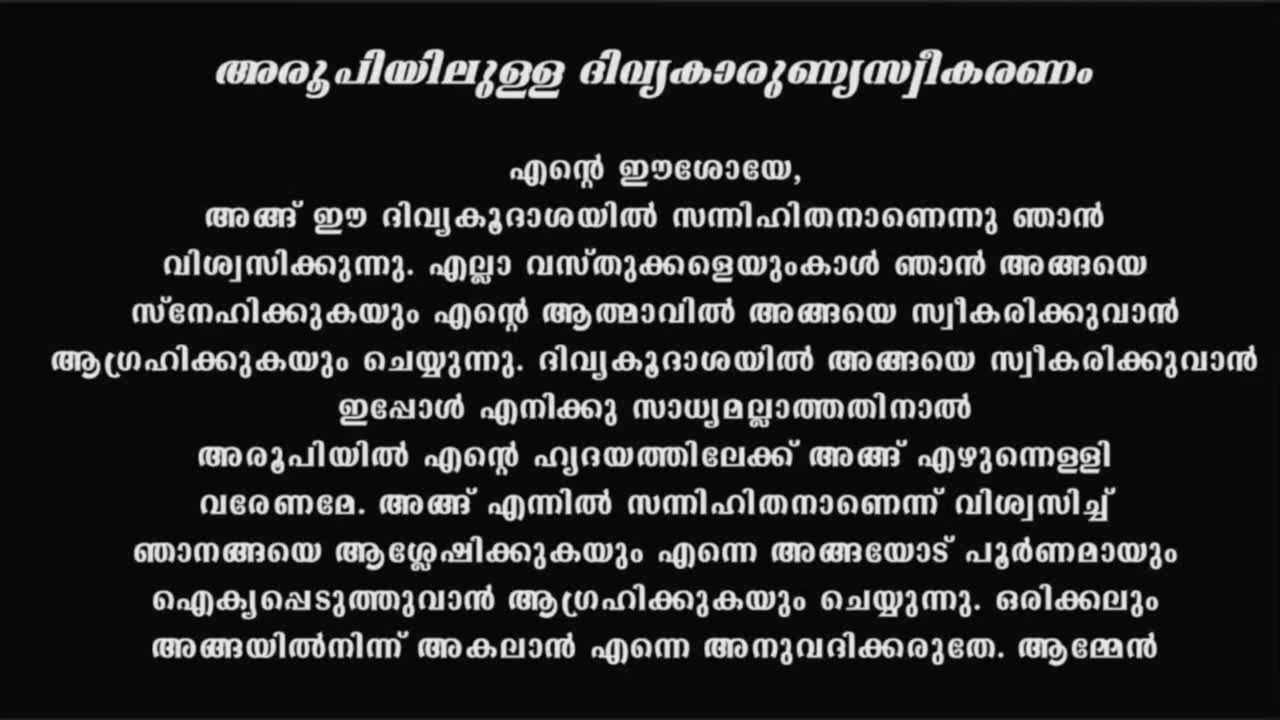 അരൂപിയിലുള്ള ദിവ്യകാരുണ്യസ്വീകരണം
എന്റെ ഈശോയേ,
അങ്ങ് ഈ ദിവ്യകൂദാശയിൽ സന്നിഹിതനാണെന്നു ഞാൻ
വിശ്വസിക്കുന്നു. എല്ലാ വസ്തുക്കളെയുംകാൾ ഞാൻ അങ്ങയെ
സ്നേഹിക്കുകയും എന്റെ ആത്മാവിൽ അങ്ങയെ സ്വീകരിക്കുവാൻ
ആഗ്രഹിക്കുകയും ചെയ്യുന്നു. ദിവ്യകൂദാശയിൽ അങ്ങയെ സ്വീകരിക്കുവാൻ
ഇപ്പോൾ എനിക്കു സാധ്യമല്ലാത്തതിനാൽ
അരൂപിയിൽ എന്റെ ഹൃദയത്തിലേക്ക് അങ്ങ് എഴുന്നെള്ളി
വരേണമേ. അങ്ങ് എന്നിൽ സന്നിഹിതനാണെന്ന് വിശ്വസിച്ച്
ഞാനങ്ങയെ ആശ്ലേഷിക്കുകയും എന്നെ അങ്ങയോട് പൂർണമായും
ഐക്യപ്പെടുത്തുവാൻ ആഗ്രഹിക്കുകയും ചെയ്യുന്നു. ഒരിക്കലും
അങ്ങയിൽനിന്ന് അകലാൻ എന്നെ അനുവദിക്കരുതേ. ആമ്മേൻ